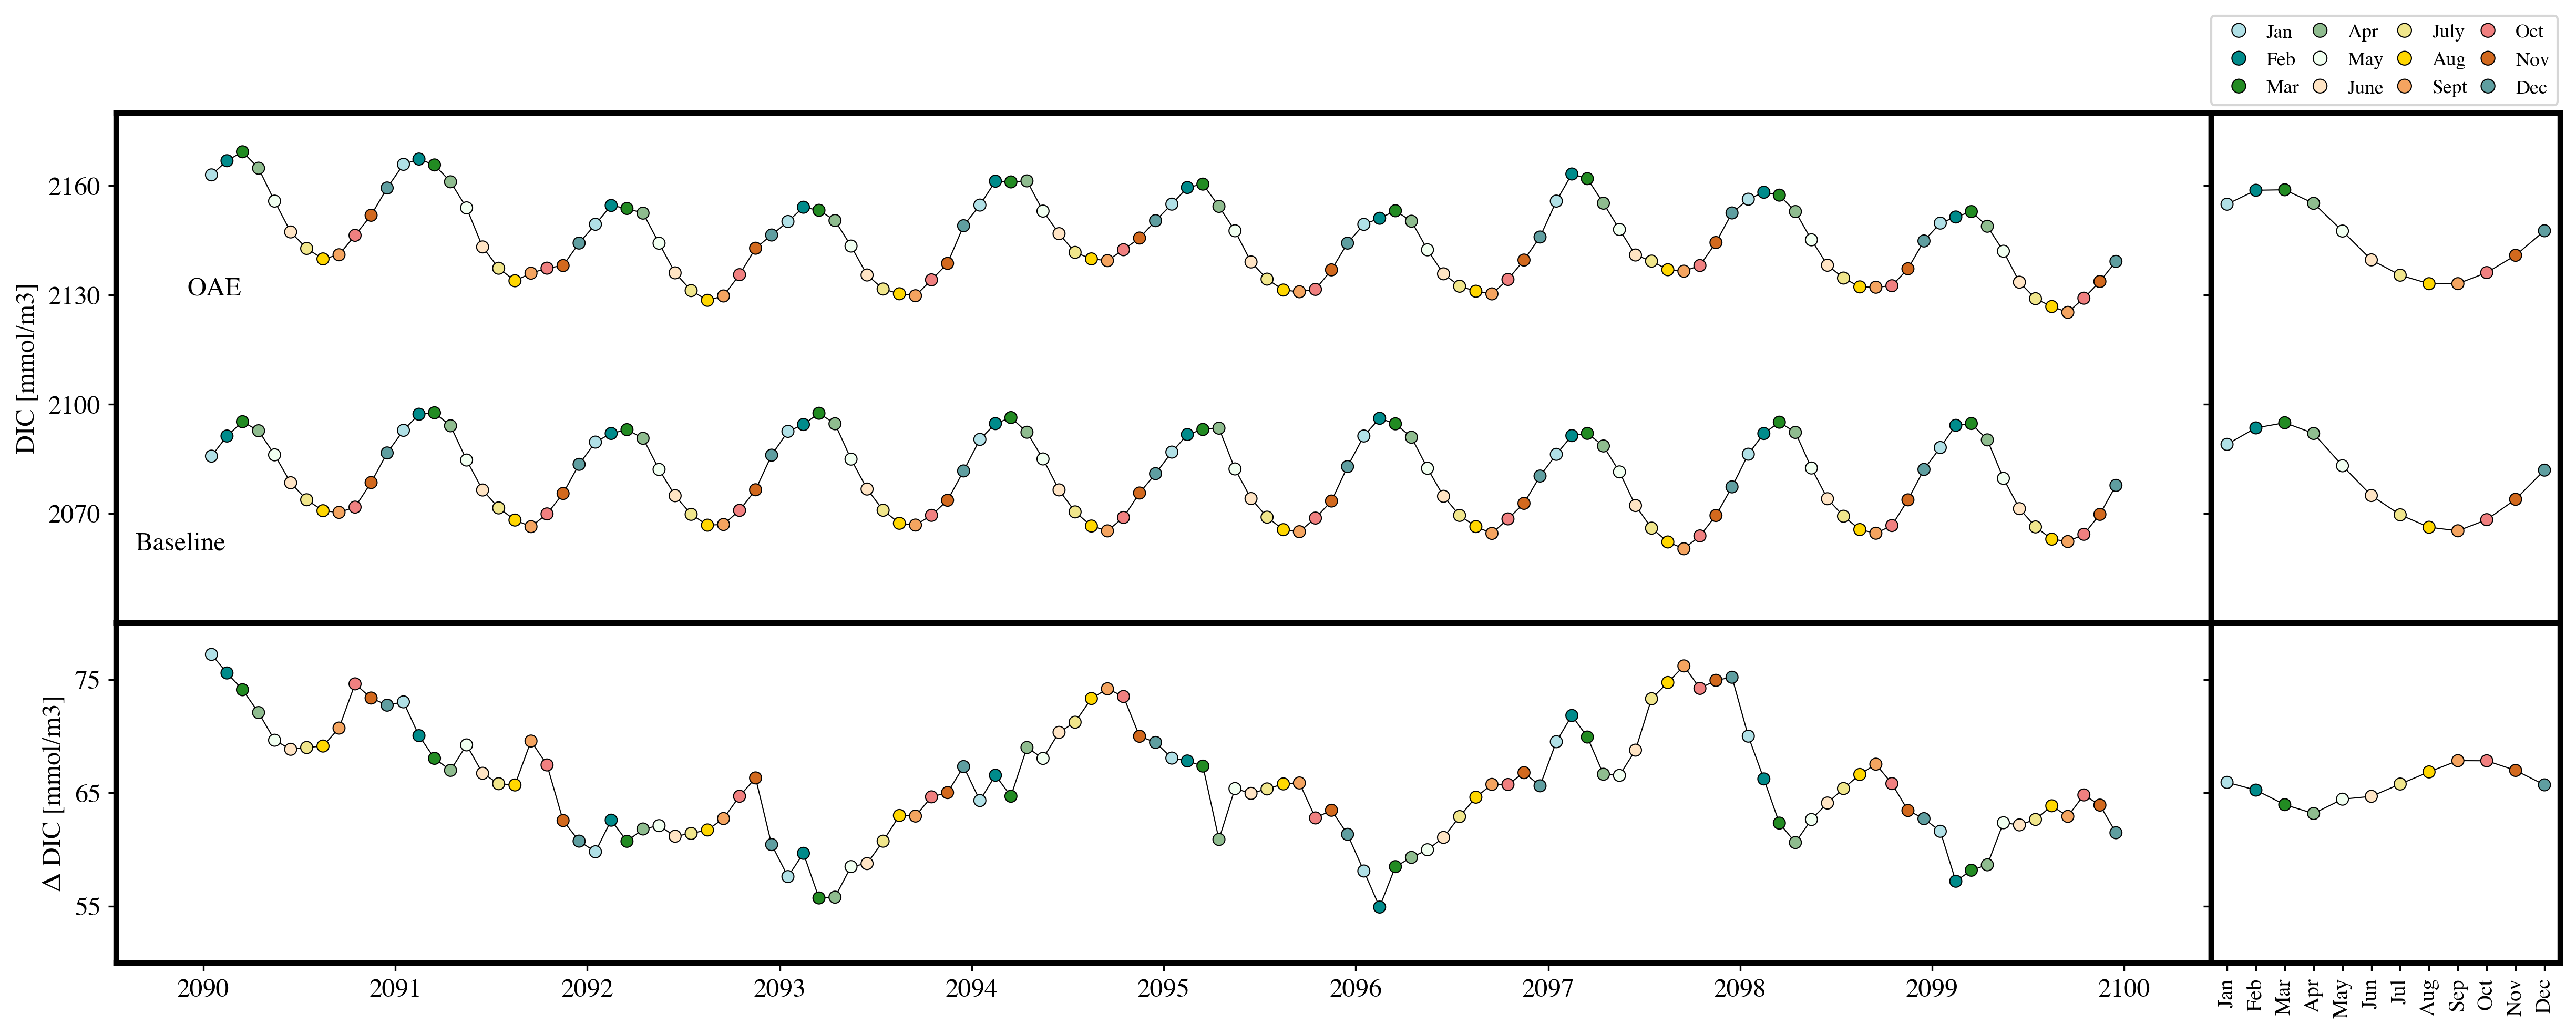 Jan Apr July Oct
Feb May Aug Nov
Mar June Sept Dec
DIC [mmol/m3]
2160
2130
2100
2070
OAE
Baseline
Δ DIC [mmol/m3]
75
65
55
2090 2091 2092 2093 2094 2095 2096 2097 2098 2099 2100
Jan Feb Mar Apr May Jun Jul Aug Sep Oct Nov Dec